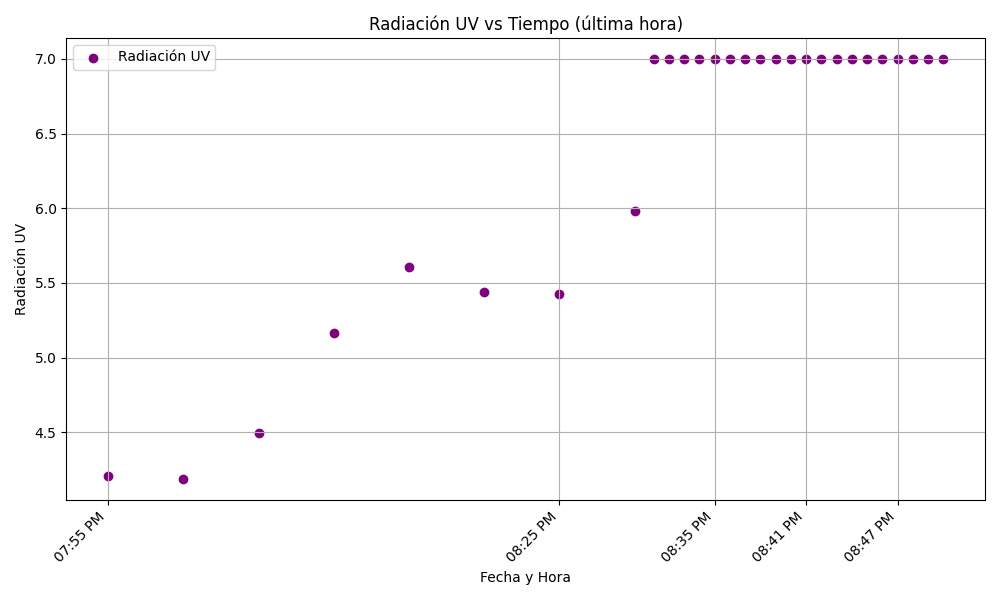 Radiación UV vs Tiempo (última hora)
Radiación UV
7.0
6.5
6.0
5.5
5.0
4.5
Radiación UV
07:55 PM
08:25 PM
08:35 PM
08:41 PM
08:47 PM
Fecha y Hora